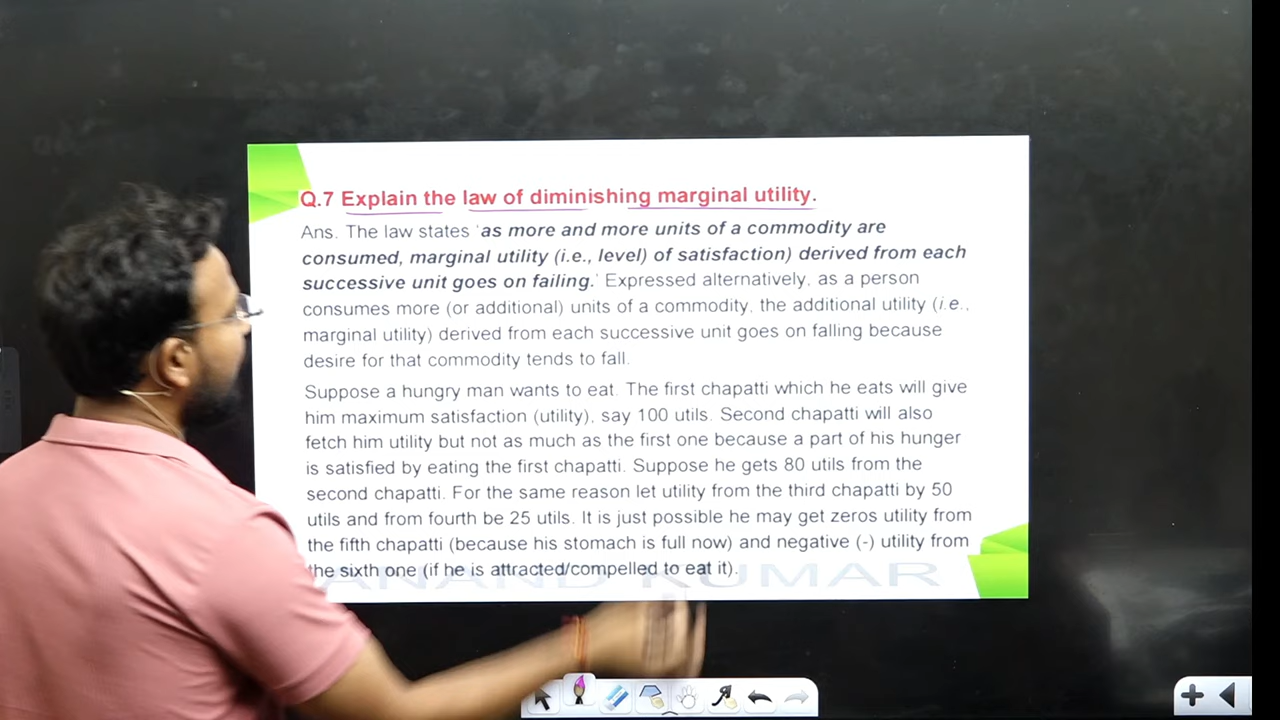 Q.7 Explain the law of diminishing marginal utility.
Ans. The law states 'as more and more units of a commodity are
consumed, marginal utility (i.e., level) of satisfaction) derived from each
successive unit goes on failing.' Expressed alternatively, as a person
consumes more (or additional) units of a commodity, the additional utility (i.e.,
marginal utility) derived from each successive unit goes on falling because
desire for that commodity tends to fall.
Suppose a hungry man wants to eat. The first chapatti which he eats will give
him maximum satisfaction (utility), say 100 utils. Second chapatti will also
fetch him utility but not as much as the first one because a part of his hunger
is satisfied by eating the first chapatti. Suppose he gets 80 utils from the
second chapatti. For the same reason let utility from the third chapatti by 50
utils and from fourth be 25 utils. It is just possible he may get zeros utility from
the fifth chapatti (because his stomach is full now) and negative (-) utility from
the sixth one (if he is attracted/compelled to eat it).
ANAND KUMAR